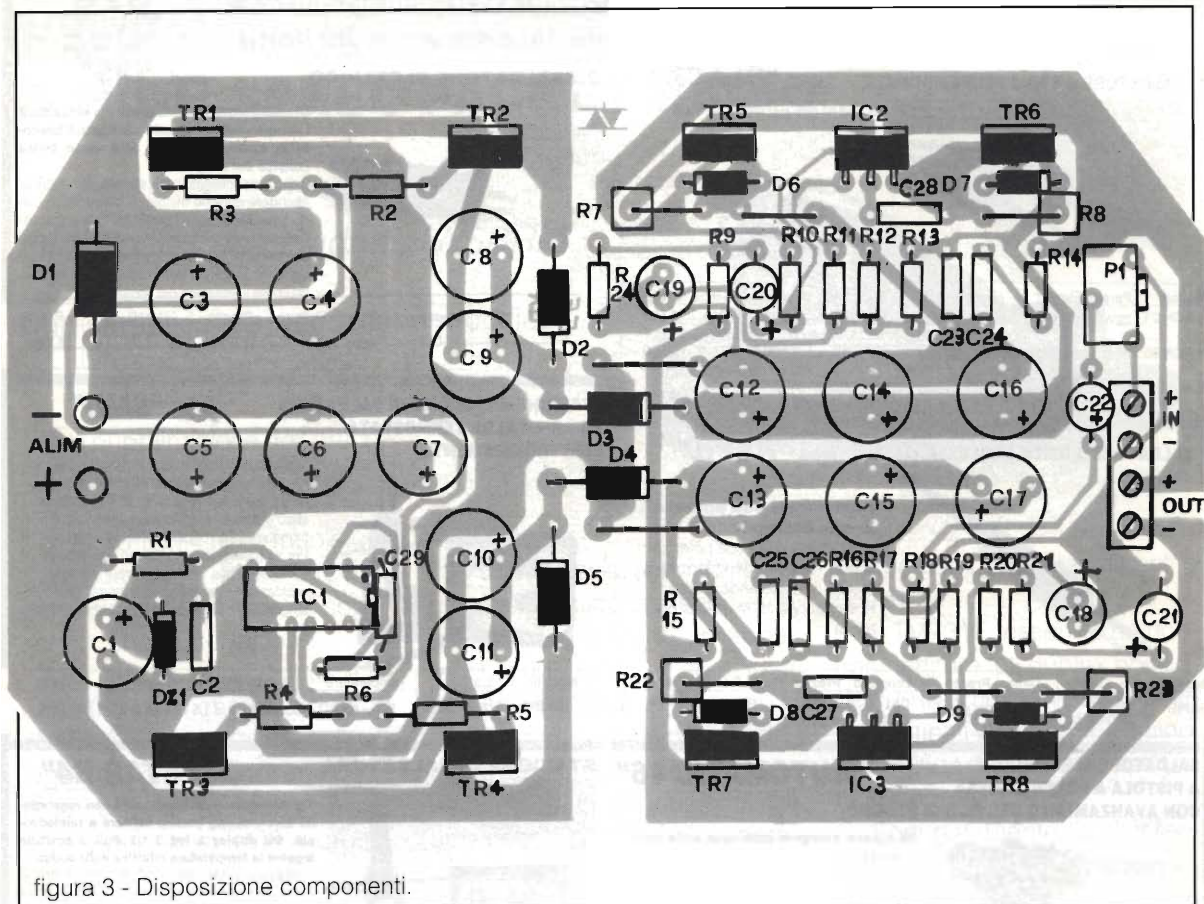 TR1 TR2 TR5 IC2 TR6
R3 R2 R7 D6 C28 D7 R8
D1 C3 C4 C8 R9 R10 R11 R12 R13 R14 P1
R24 C19 C20
D2 C23 C24
C9 C12 C14 C16 C22 + IN -
- ALIM + C5 C6 C7 D3 D4
C13 C15 C17 + OUT -
R1 C29 C10 D5 C25 C26 R16 R17 R18 R19 R20 R21
IC1 R15 C18 C21
C1 DZ1 C2 R6 C11
R22 D8 C27 D9
R4 R5
TR3 TR4 TR7 IC3 TR8
figura 3 - Disposizione componenti.